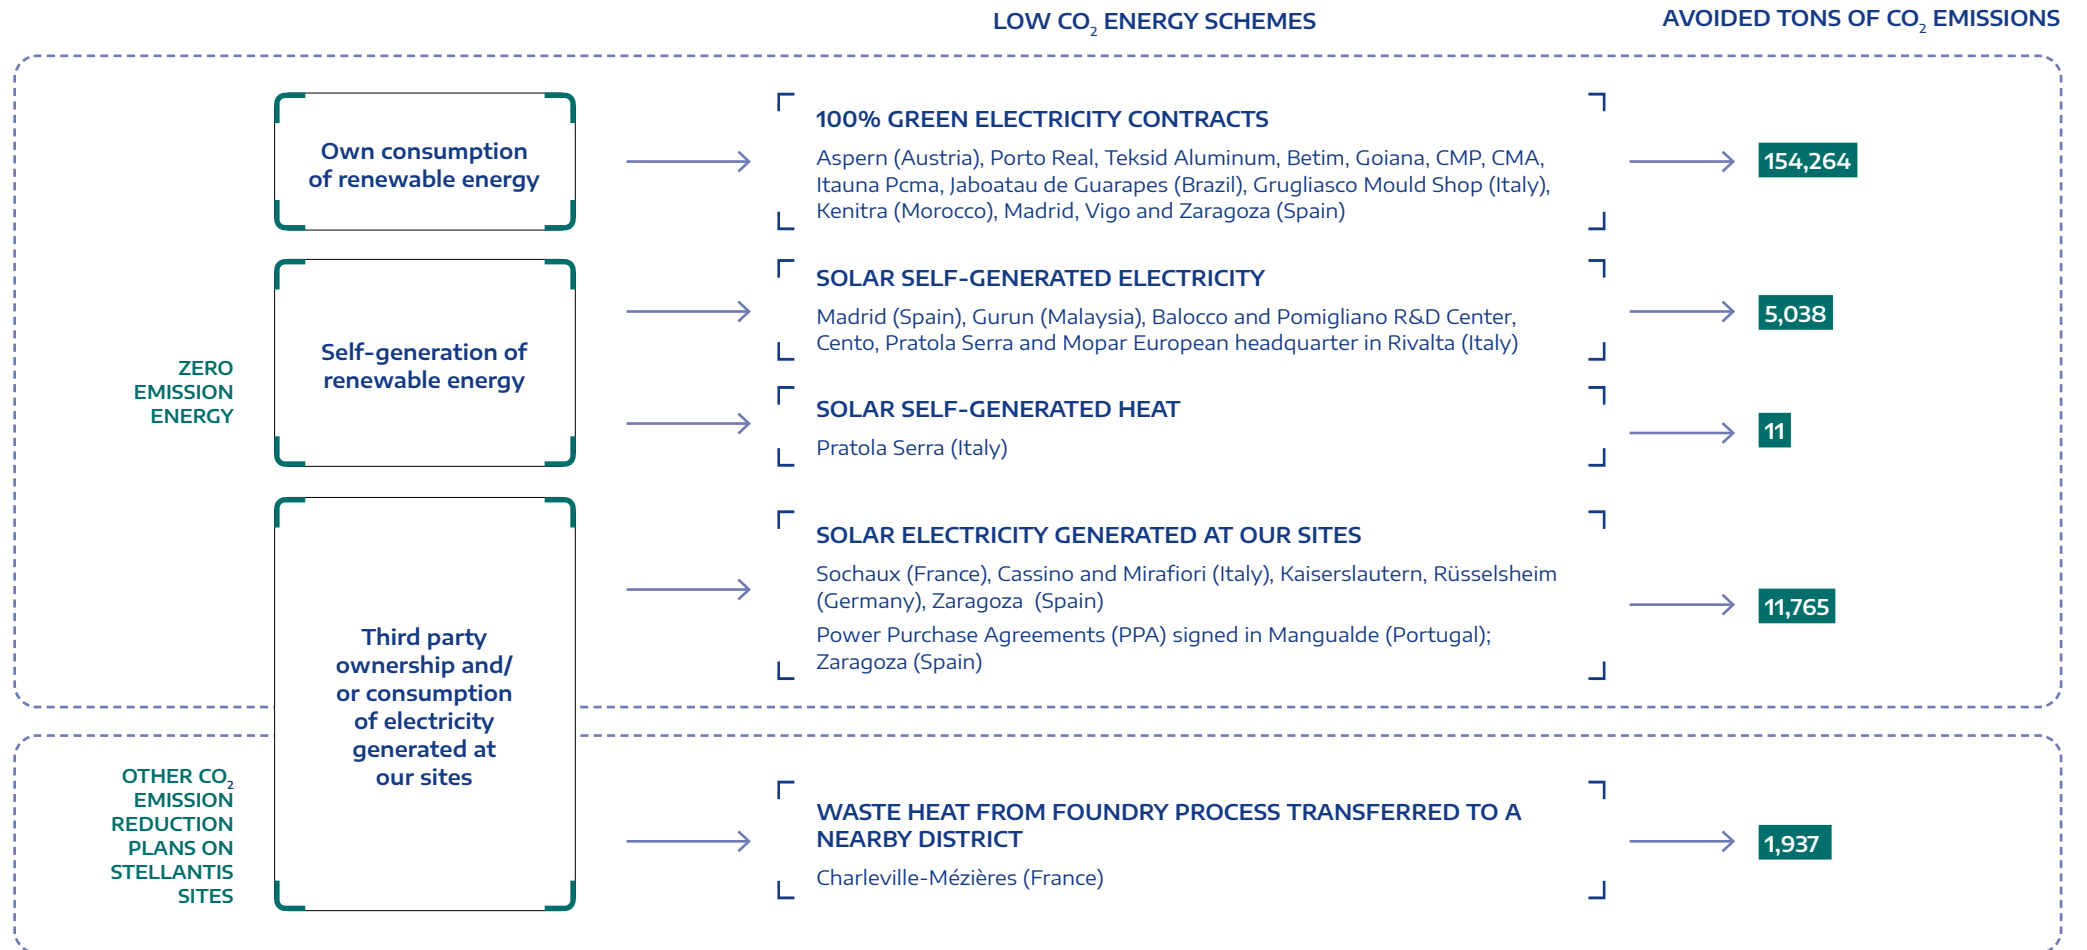 LOW CO₂ ENERGY SCHEMES
AVOIDED TONS OF CO₂ EMISSIONS
ZERO
EMISSION
ENERGY
Own consumption
of renewable energy
100% GREEN ELECTRICITY CONTRACTS
Aspern (Austria), Porto Real, Teksid Aluminum, Betim, Goiana, CMP, CMA,
Itauna Pcma, Jaboatau de Guarapes (Brazil), Grugliasco Mould Shop (Italy),
Kenitra (Morocco), Madrid, Vigo and Zaragoza (Spain)
154,264
Self-generation of
renewable energy
SOLAR SELF-GENERATED ELECTRICITY
Madrid (Spain), Gurun (Malaysia), Balocco and Pomigliano R&D Center,
Cento, Pratola Serra and Mopar European headquarter in Rivalta (Italy)
5,038
SOLAR SELF-GENERATED HEAT
Pratola Serra (Italy)
11
Third party
ownership and/
or consumption
of electricity
generated at
our sites
SOLAR ELECTRICITY GENERATED AT OUR SITES
Sochaux (France), Cassino and Mirafiori (Italy), Kaiserslautern, Rüsselsheim
(Germany), Zaragoza (Spain)
Power Purchase Agreements (PPA) signed in Mangualde (Portugal);
Zaragoza (Spain)
11,765
OTHER CO₂
EMISSION
REDUCTION
PLANS ON
STELLANTIS
SITES
WASTE HEAT FROM FOUNDRY PROCESS TRANSFERRED TO A
NEARBY DISTRICT
Charleville-Mézières (France)
1,937